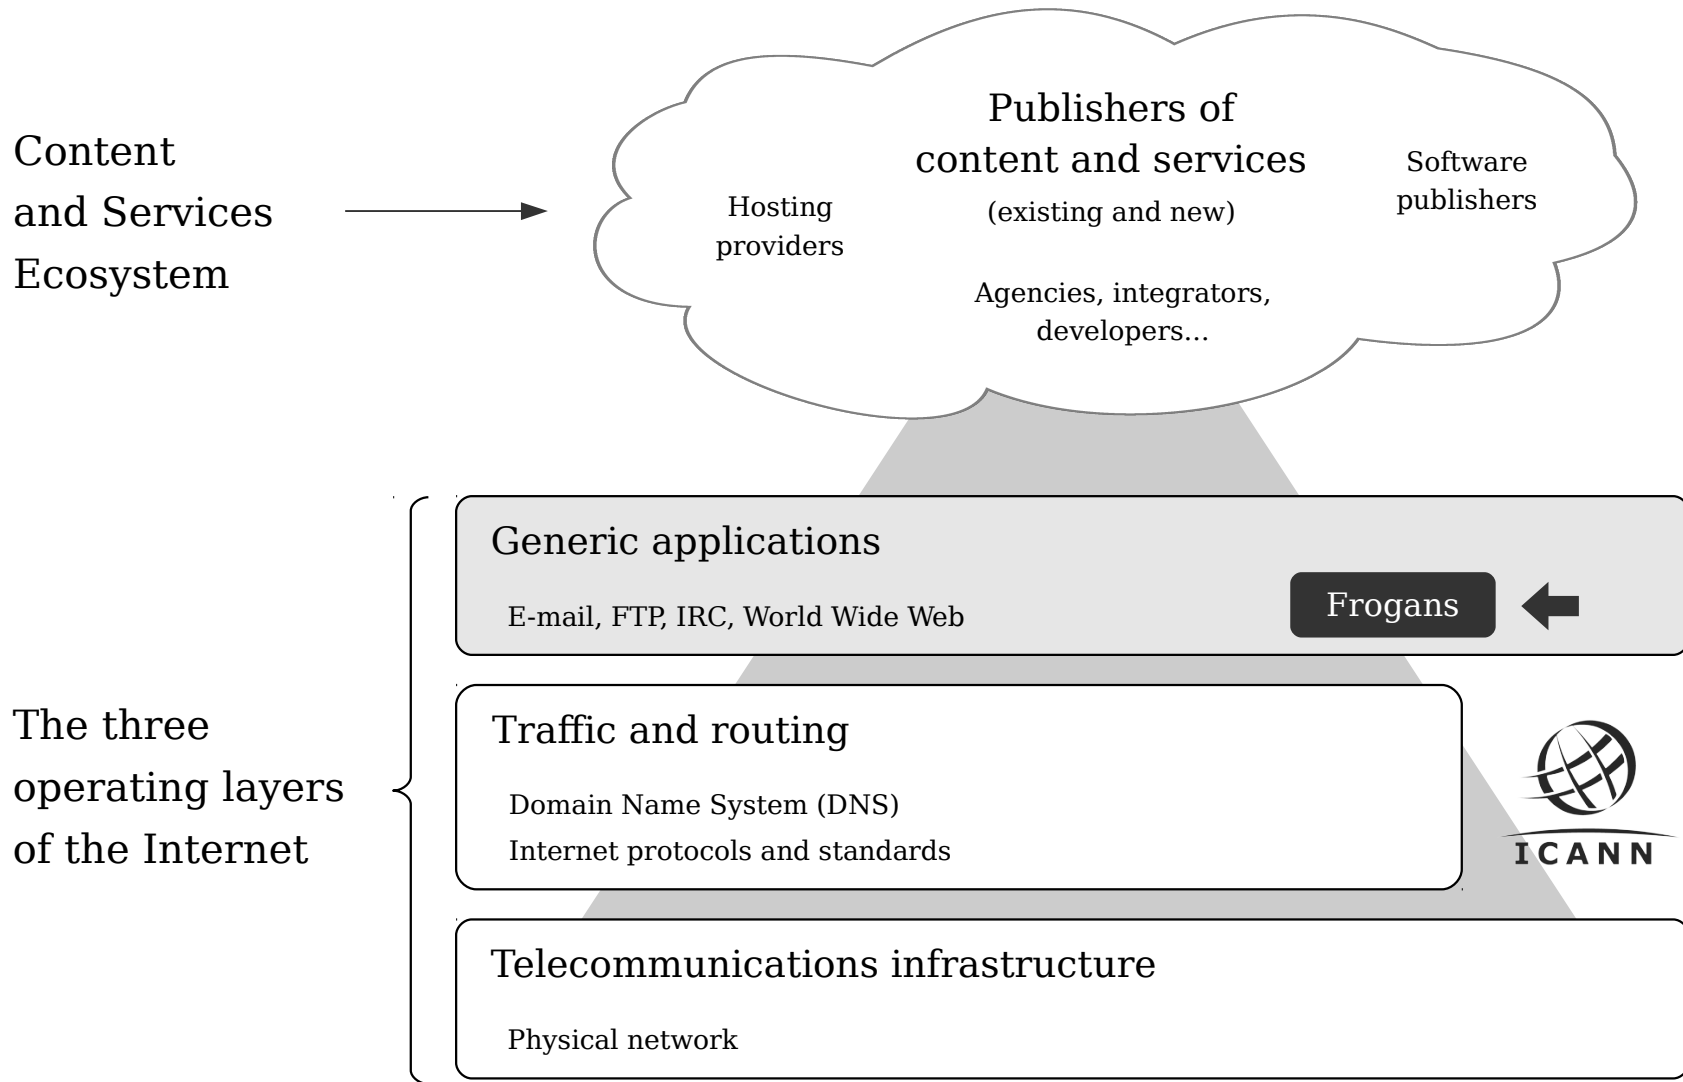 Content
and Services
Ecosystem
Publishers of
content and services
(existing and new)
Hosting
providers
Software
publishers
Agencies, integrators,
developers...
The three
operating layers
of the Internet
Generic applications
E-mail, FTP, IRC, World Wide Web
Frogans
Traffic and routing
Domain Name System (DNS)
Internet protocols and standards
ICANN
Telecommunications infrastructure
Physical network